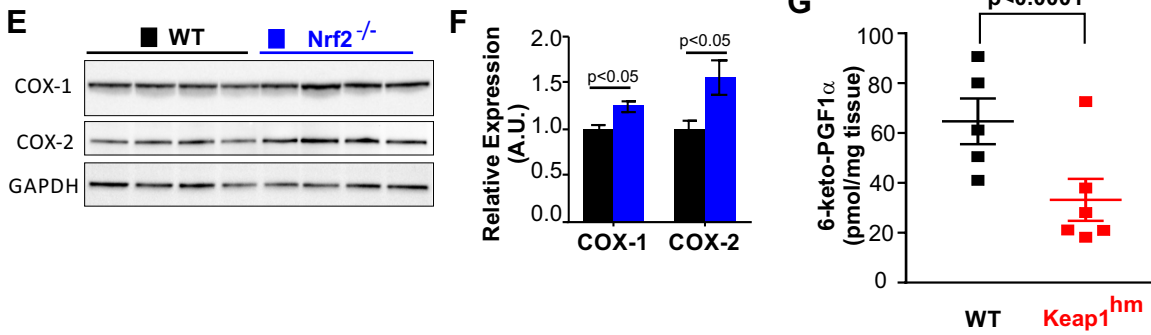 E
WT
Nrf2 -/-
COX-1
COX-2
GAPDH
F
Relative Expression
(A.U.)
2.0
1.5
1.0
0.5
0.0
p<0.05
p<0.05
COX-1
COX-2
G
p<0.0001
6-keto-PGF1α
(pmol/mg tissue)
100
80
60
40
20
0
WT
Keap1hm